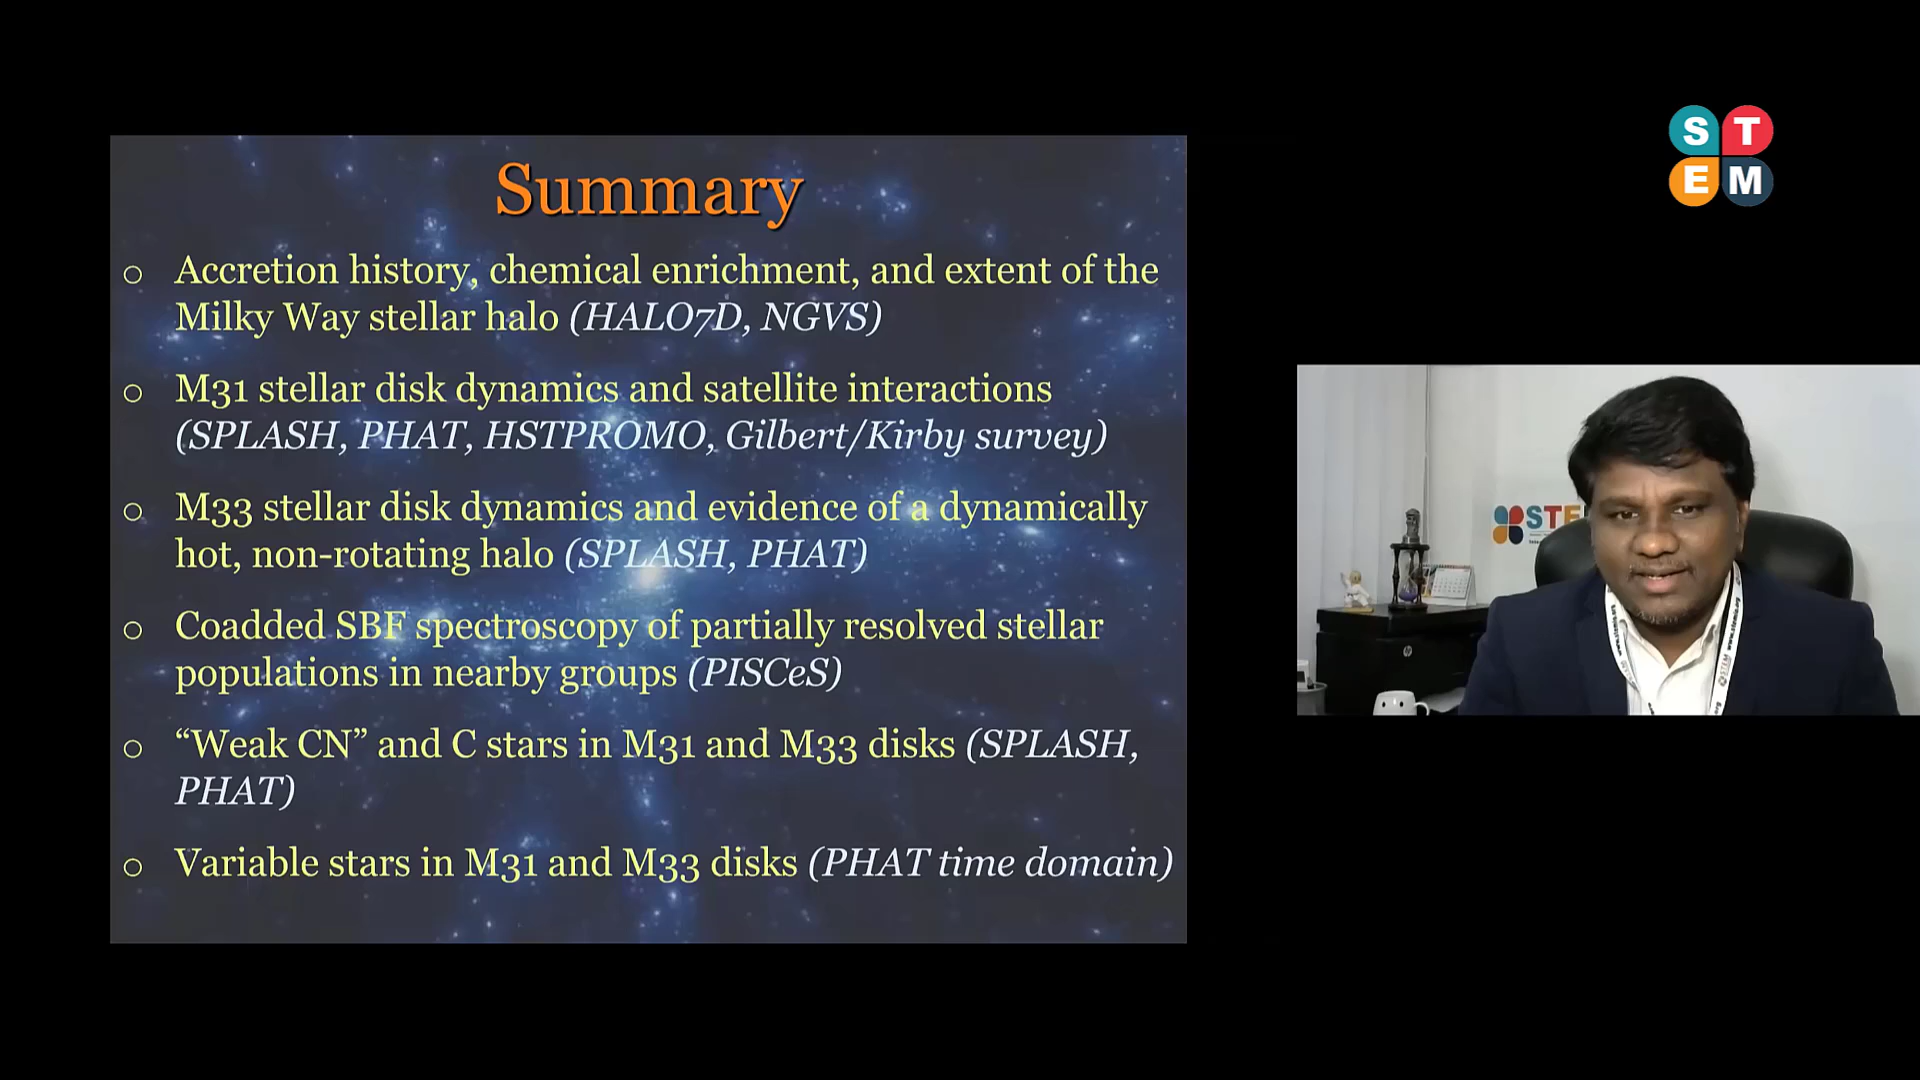 Summary
o Accretion history, chemical enrichment, and extent of the
Milky Way stellar halo (HALO7D, NGVS)
o M31 stellar disk dynamics and satellite interactions
(SPLASH, PHAT, HSTPROMO, Gilbert/Kirby survey)
o M33 stellar disk dynamics and evidence of a dynamically
hot, non-rotating halo (SPLASH, PHAT)
o Coadded SBF spectroscopy of partially resolved stellar
populations in nearby groups (PISCeS)
o “Weak CN” and C stars in M31 and M33 disks (SPLASH,
PHAT)
o Variable stars in M31 and M33 disks (PHAT time domain)
S T
E M
STE
hp
STEM